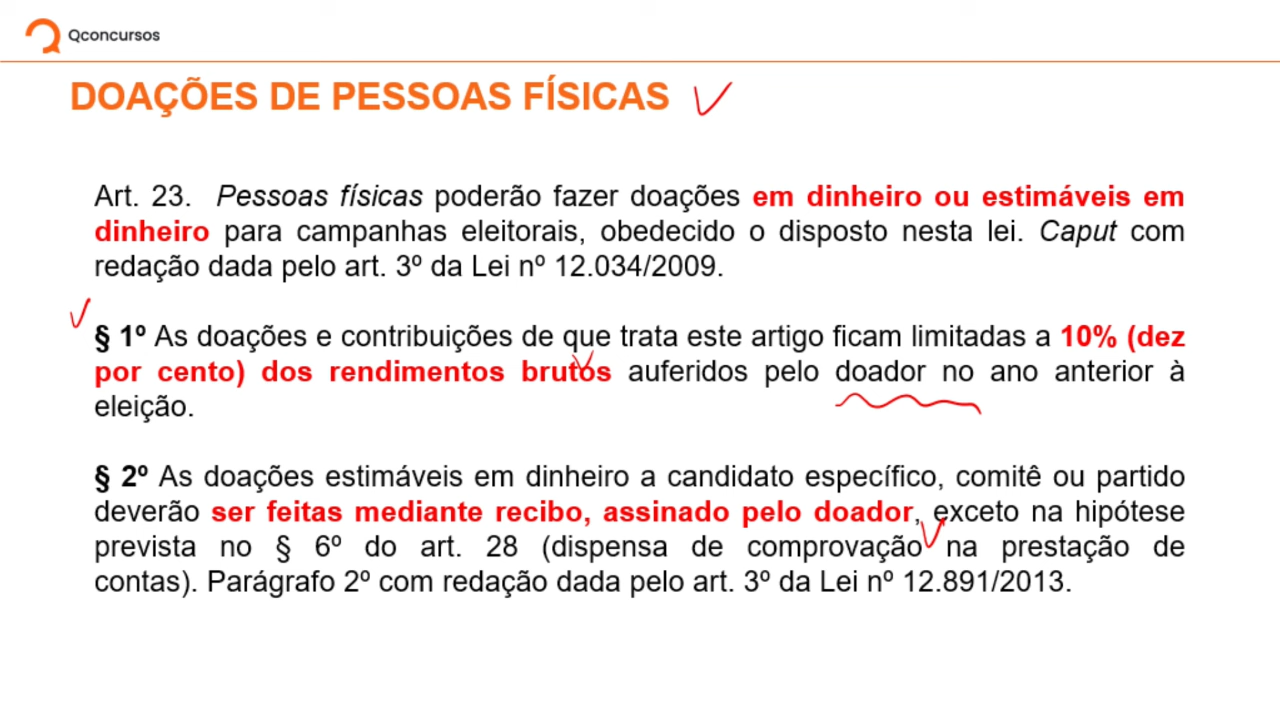 Qconcursos
DOAÇÕES DE PESSOAS FÍSICAS
Art. 23. Pessoas físicas poderão fazer doações em dinheiro ou estimáveis em
dinheiro para campanhas eleitorais, obedecido o disposto nesta lei. Caput com
redação dada pelo art. 3º da Lei nº 12.034/2009.
§ 1º As doações e contribuições de que trata este artigo ficam limitadas a 10% (dez
por cento) dos rendimentos brutos auferidos pelo doador no ano anterior à
eleição.
§ 2º As doações estimáveis em dinheiro a candidato específico, comitê ou partido
deverão ser feitas mediante recibo, assinado pelo doador, exceto na hipótese
prevista no § 6º do art. 28 (dispensa de comprovação na prestação de
contas). Parágrafo 2º com redação dada pelo art. 3º da Lei nº 12.891/2013.